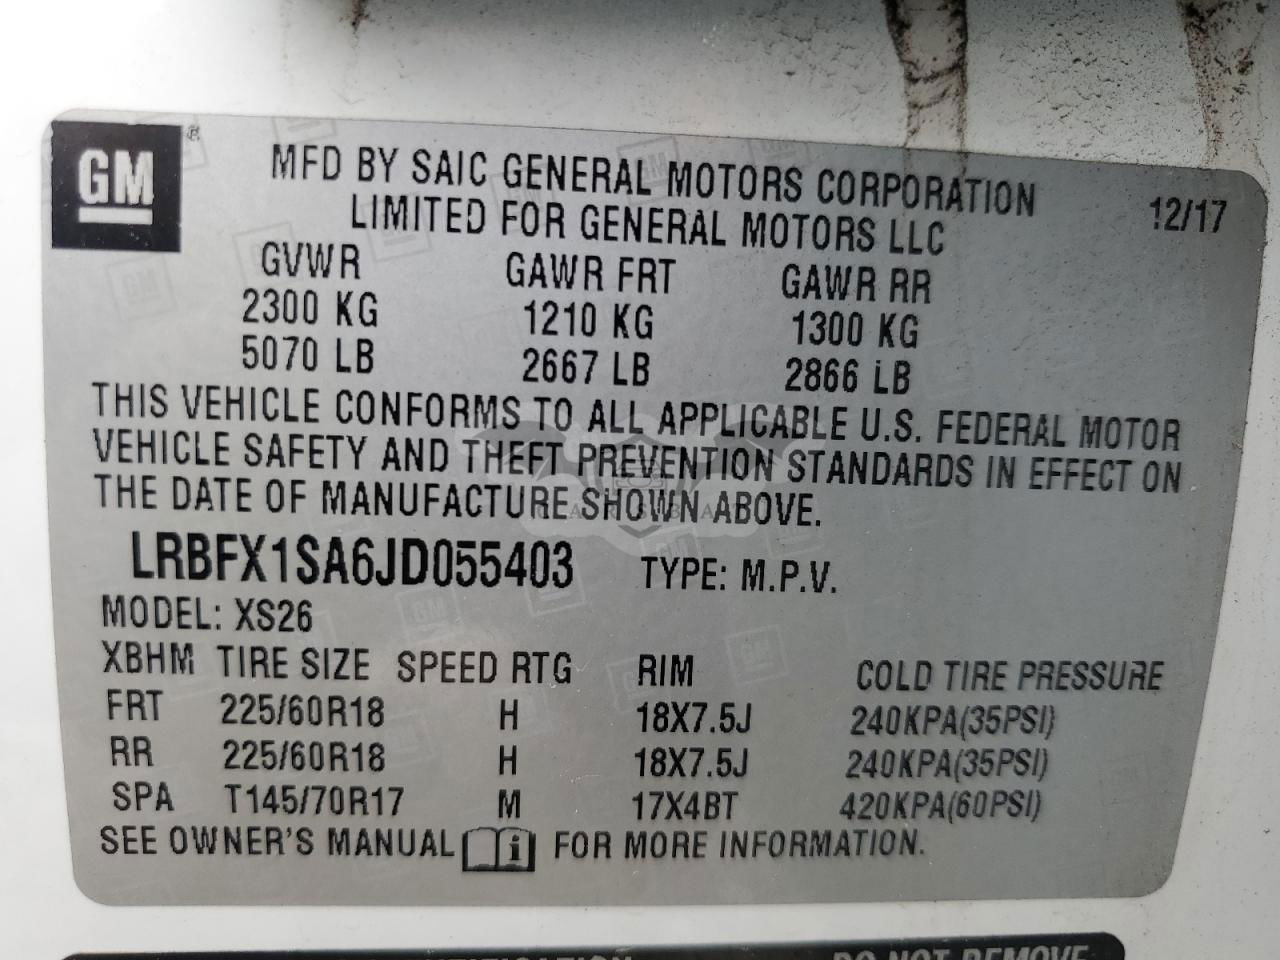 GM
MFD BY SAIC GENERAL MOTORS CORPORATION
LIMITED FOR GENERAL MOTORS LLC
12/17
GVWR GAWR FRT GAWR RR
2300 KG 1210 KG 1300 KG
5070 LB 2667 LB 2866 LB
THIS VEHICLE CONFORMS TO ALL APPLICABLE U.S. FEDERAL MOTOR
VEHICLE SAFETY AND THEFT PREVENTION STANDARDS IN EFFECT ON
THE DATE OF MANUFACTURE SHOWN ABOVE.
LRBFX1SA6JD055403 TYPE: M.P.V.
MODEL: XS26
XBHM TIRE SIZE SPEED RTG RIM COLD TIRE PRESSURE
FRT 225/60R18 H 18X7.5J 240KPA(35PSI)
RR 225/60R18 H 18X7.5J 240KPA(35PSI)
SPA T145/70R17 M 17X4BT 420KPA(60PSI)
SEE OWNER'S MANUAL i FOR MORE INFORMATION.
DO NOT REMOVE